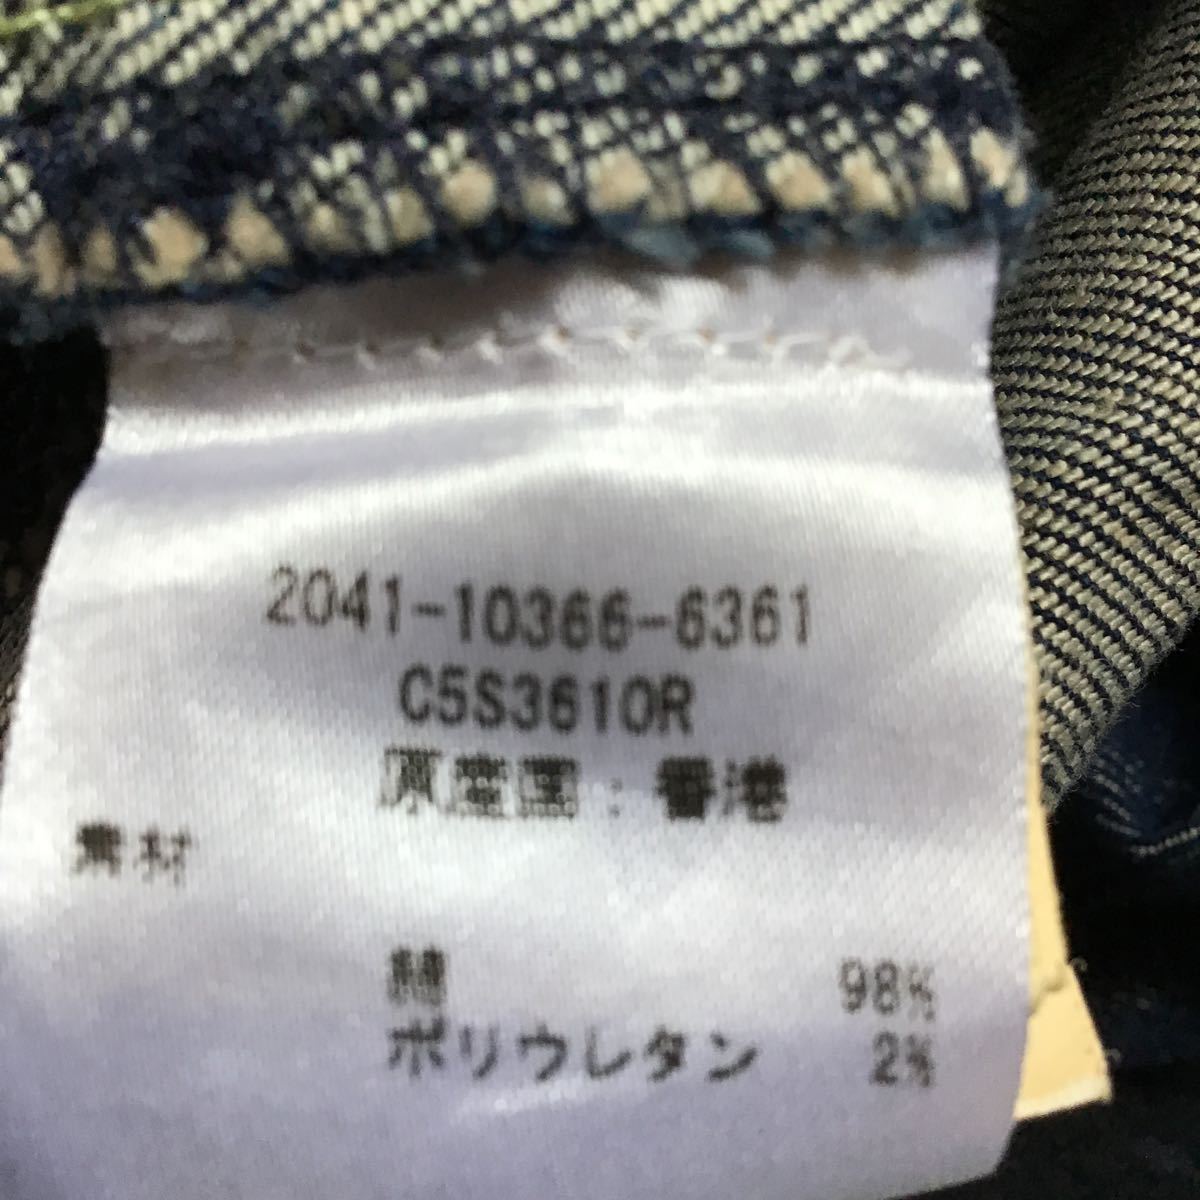 2041-10366-6361
C5S3610R
原産国：香港
素材
綿 98%
ポリウレタン 2%